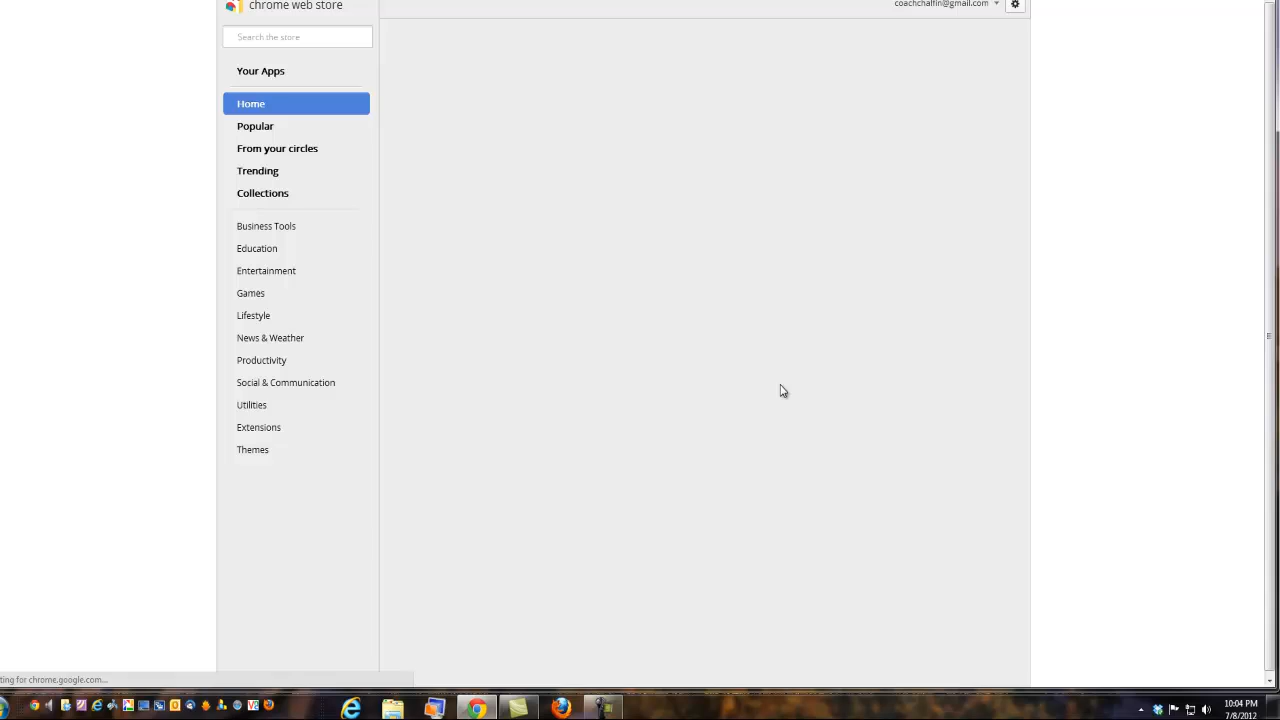 chrome web store
coachchaffin@gmail.com
Search the store
Your Apps
Home
Popular
From your circles
Trending
Collections
Business Tools
Education
Entertainment
Games
Lifestyle
News & Weather
Productivity
Social & Communication
Utilities
Extensions
Themes
ting for chrome.google.com...
10:04 PM
7/8/2012